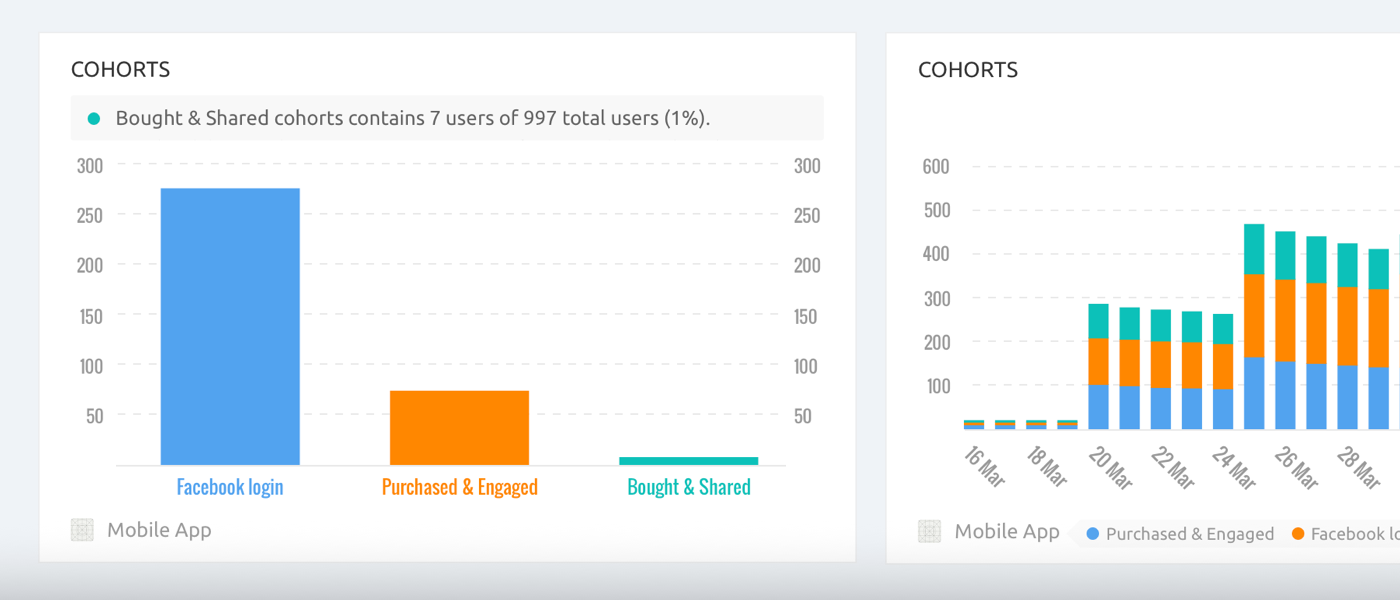 COHORTS
Bought & Shared cohorts contains 7 users of 997 total users (1%).
300
250
200
150
100
50
300
250
200
150
100
50
Facebook login
Purchased & Engaged
Bought & Shared
Mobile App
COHORTS
600
500
400
300
200
100
16 Mar
18 Mar
20 Mar
22 Mar
24 Mar
26 Mar
28 Mar
Mobile App
Purchased & Engaged
Facebook